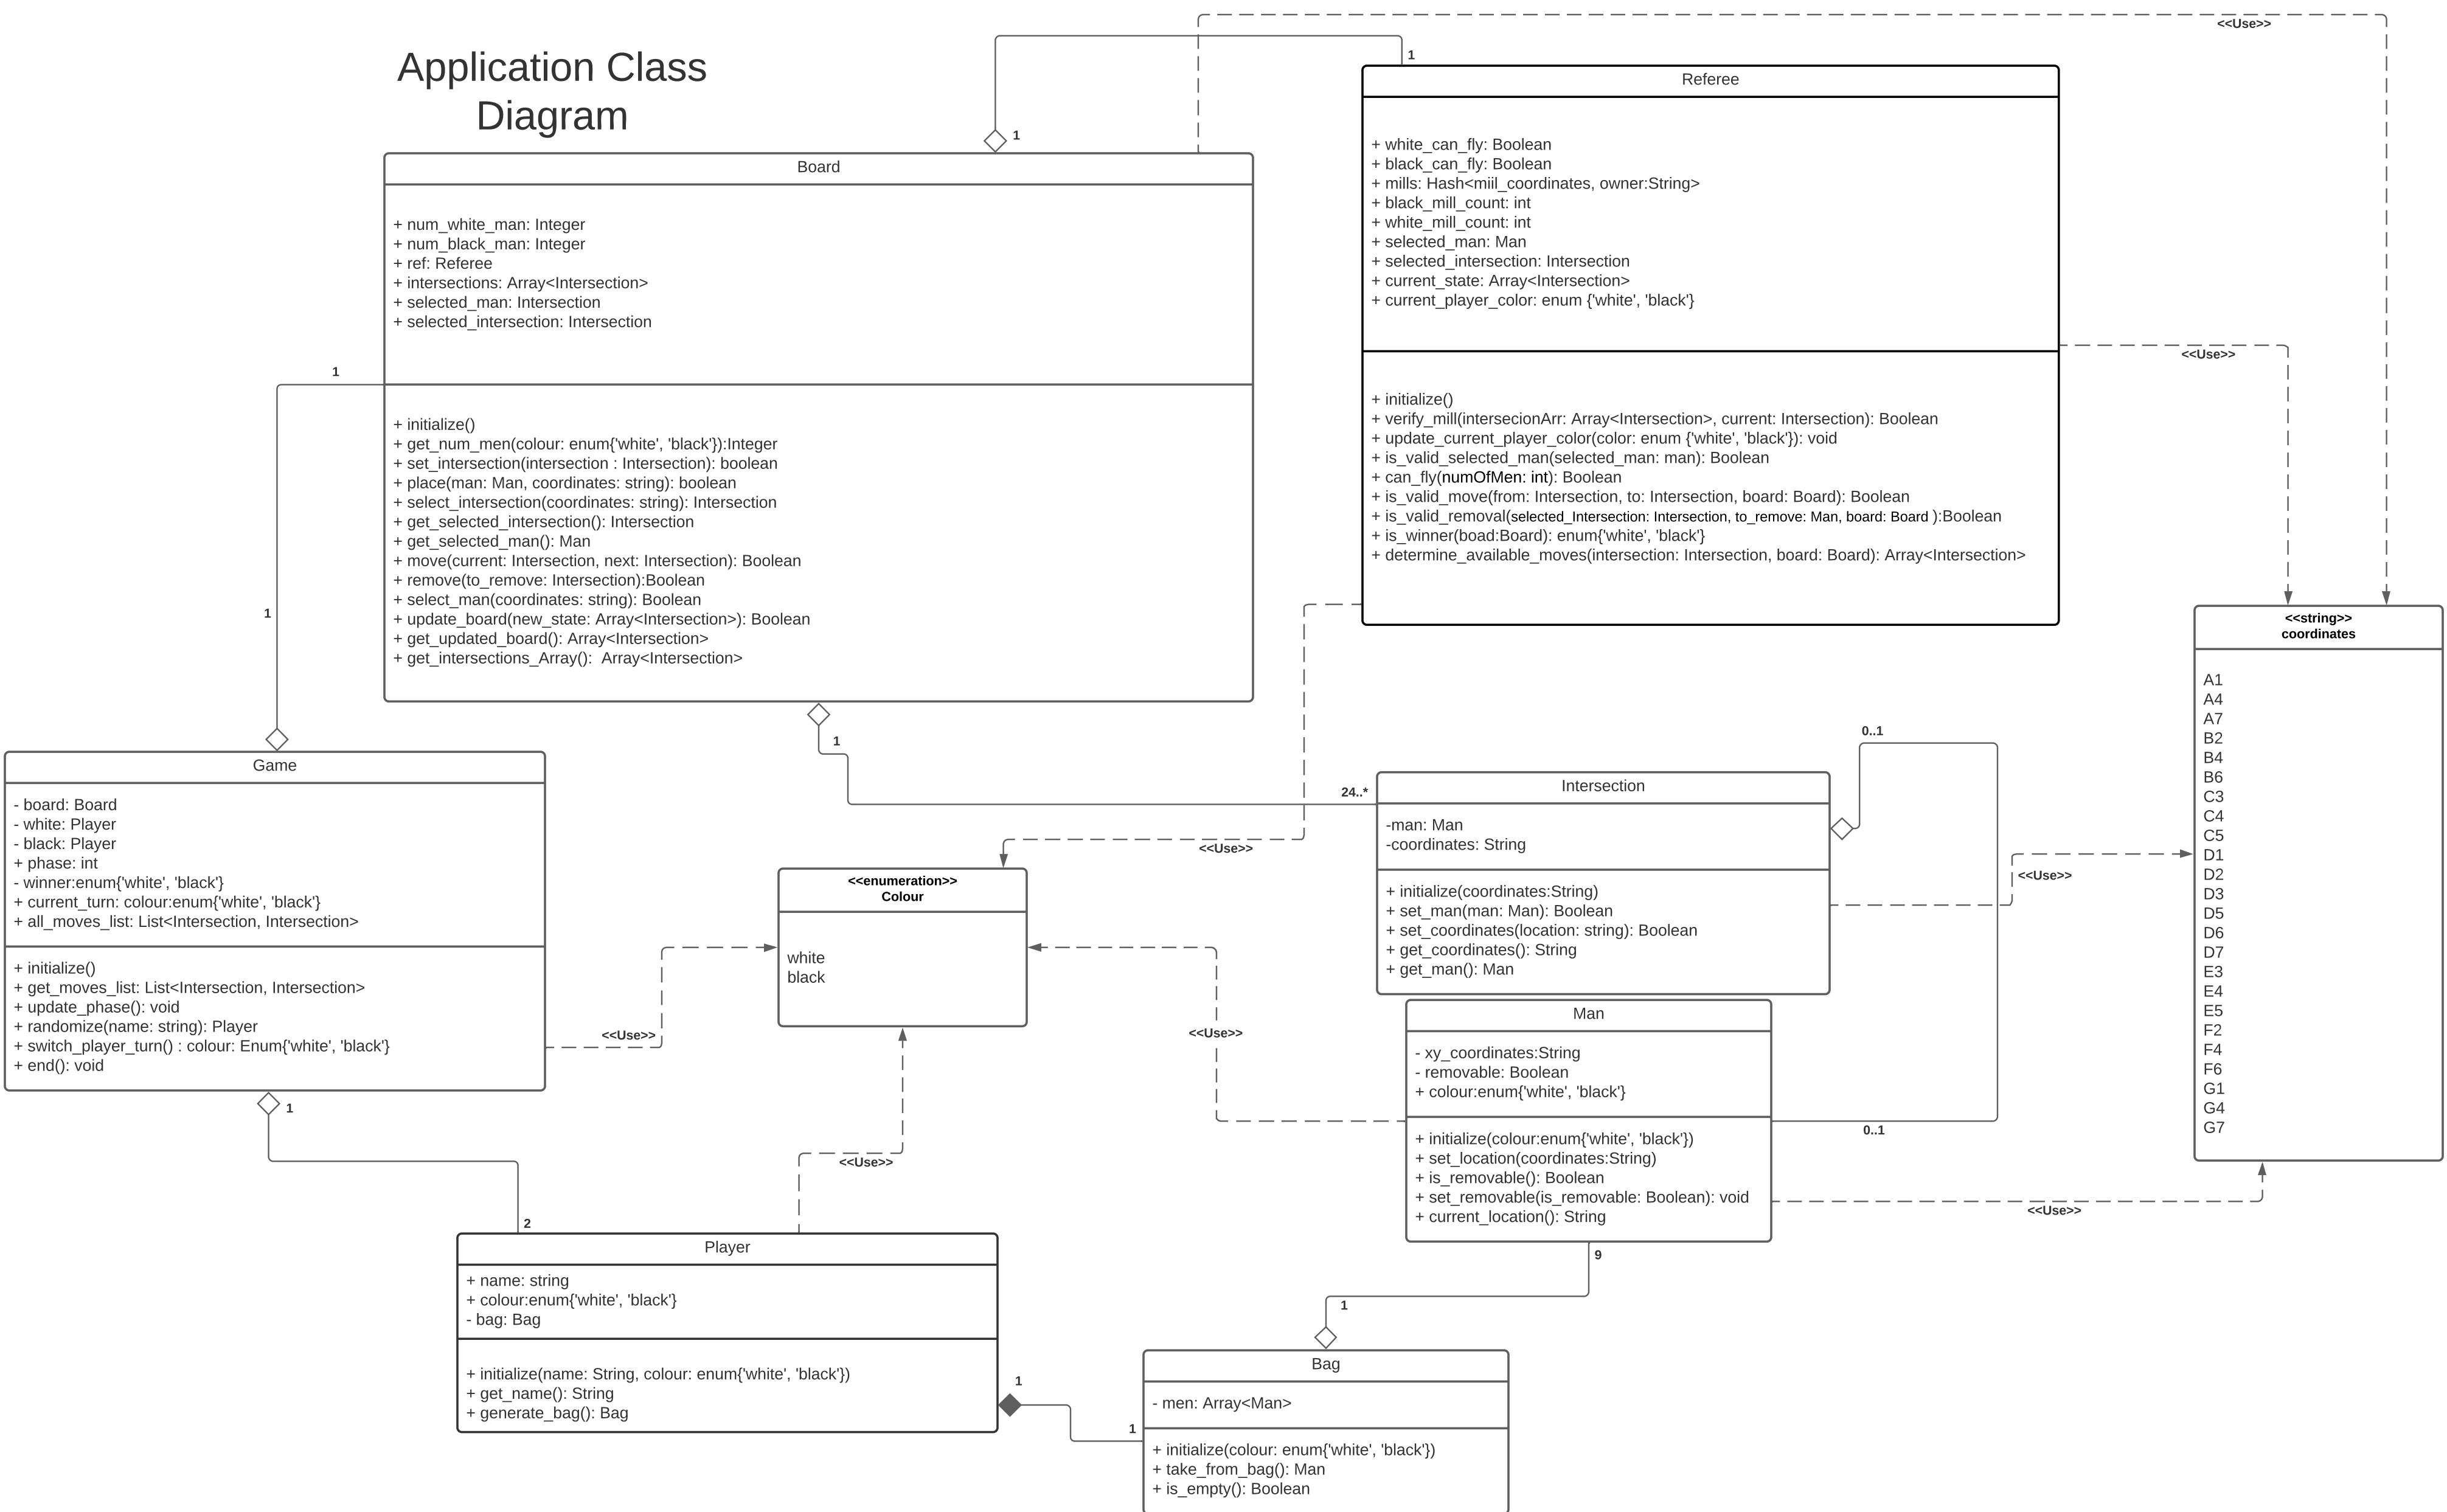 Application Class
Diagram
<<Use>>
1
1
Referee
+ white_can_fly: Boolean
+ black_can_fly: Boolean
+ mills: Hash<miil_coordinates, owner:String>
+ black_mill_count: int
+ white_mill_count: int
+ selected_man: Man
+ selected_intersection: Intersection
+ current_state: Array<Intersection>
+ current_player_color: enum {'white', 'black'}
+ initialize()
+ verify_mill(intersecionArr: Array<Intersection>, current: Intersection): Boolean
+ update_current_player_color(color: enum {'white', 'black'}): void
+ is_valid_selected_man(selected_man: man): Boolean
+ can_fly(numOfMen: int): Boolean
+ is_valid_move(from: Intersection, to: Intersection, board: Board): Boolean
+ is_valid_removal(selected_Intersection: Intersection, to_remove: Man, board: Board ):Boolean
+ is_winner(boad:Board): enum{'white', 'black'}
+ determine_available_moves(intersection: Intersection, board: Board): Array<Intersection>
<<Use>>
Board
+ num_white_man: Integer
+ num_black_man: Integer
+ ref: Referee
+ intersections: Array<Intersection>
+ selected_man: Intersection
+ selected_intersection: Intersection
+ initialize()
+ get_num_men(colour: enum{'white', 'black'}):Integer
+ set_intersection(intersection : Intersection): boolean
+ place(man: Man, coordinates: string): boolean
+ select_intersection(coordinates: string): Intersection
+ get_selected_intersection(): Intersection
+ get_selected_man(): Man
+ move(current: Intersection, next: Intersection): Boolean
+ remove(to_remove: Intersection):Boolean
+ select_man(coordinates: string): Boolean
+ update_board(new_state: Array<Intersection>): Boolean
+ get_updated_board(): Array<Intersection>
+ get_intersections_Array():  Array<Intersection>
1
1
1
24..*
<<Use>>
Game
- board: Board
- white: Player
- black: Player
+ phase: int
- winner:enum{'white', 'black'}
+ current_turn: colour:enum{'white', 'black'}
+ all_moves_list: List<Intersection, Intersection>
+ initialize()
+ get_moves_list: List<Intersection, Intersection>
+ update_phase(): void
+ randomize(name: string): Player
+ switch_player_turn() : colour: Enum{'white', 'black'}
+ end(): void
<<Use>>
1
2
<<enumeration>>
Colour
white
black
<<Use>>
<<Use>>
Intersection
-man: Man
-coordinates: String
+ initialize(coordinates:String)
+ set_man(man: Man): Boolean
+ set_coordinates(location: string): Boolean
+ get_coordinates(): String
+ get_man(): Man
0..1
<<Use>>
0..1
Man
- xy_coordinates:String
- removable: Boolean
+ colour:enum{'white', 'black'}
+ initialize(colour:enum{'white', 'black'})
+ set_location(coordinates:String)
+ is_removable(): Boolean
+ set_removable(is_removable: Boolean): void
+ current_location(): String
<<Use>>
9
1
<<string>>
coordinates
A1
A4
A7
B2
B4
B6
C3
C4
C5
D1
D2
D3
D5
D6
D7
E3
E4
E5
F2
F4
F6
G1
G4
G7
Player
+ name: string
+ colour:enum{'white', 'black'}
- bag: Bag
+ initialize(name: String, colour: enum{'white', 'black'})
+ get_name(): String
+ generate_bag(): Bag
1
1
Bag
- men: Array<Man>
+ initialize(colour: enum{'white', 'black'})
+ take_from_bag(): Man
+ is_empty(): Boolean